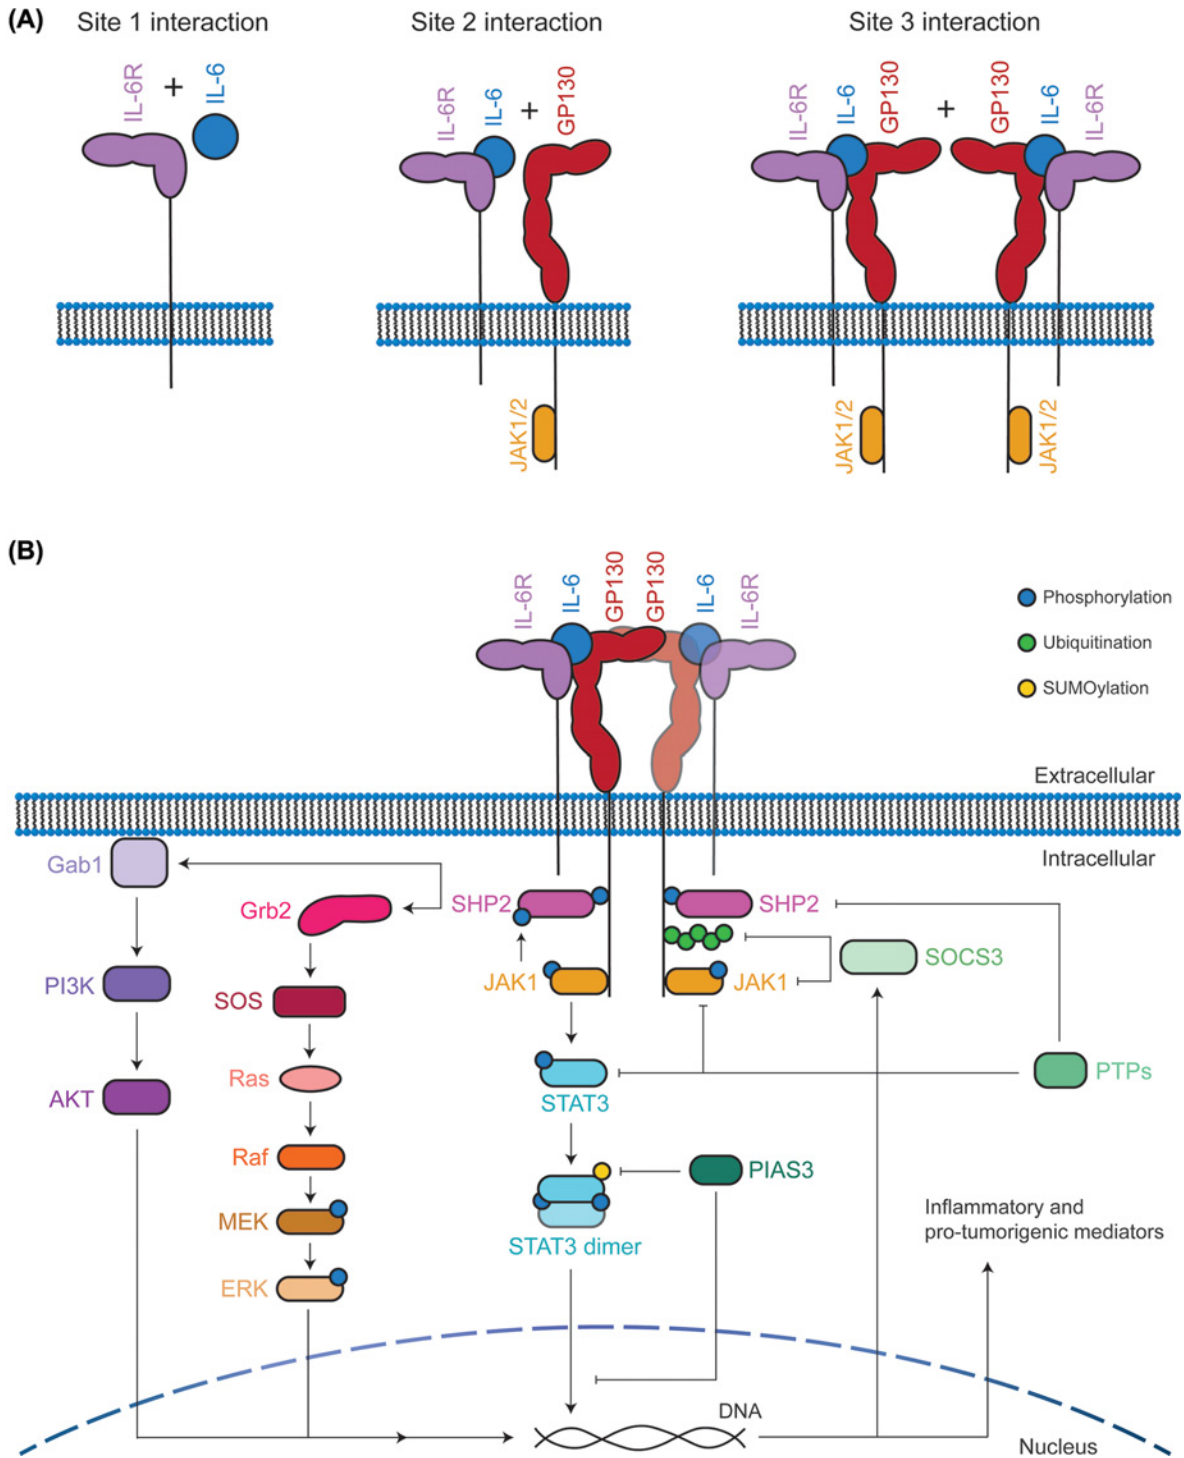 (A)
Site 1 interaction
Site 2 interaction
Site 3 interaction
IL-6R
+
IL-6
IL-6R
IL-6
+
GP130
IL-6R
IL-6
GP130
+
GP130
IL-6
IL-6R
JAK1/2
JAK1/2
JAK1/2
(B)
IL-6R
IL-6
GP130
GP130
IL-6
IL-6R
Phosphorylation
Ubiquitination
SUMOylation
Extracellular
Intracellular
Gab1
Grb2
SHP2
SHP2
PI3K
SOS
JAK1
JAK1
SOCS3
AKT
Ras
STAT3
PTPs
Raf
PIAS3
MEK
STAT3 dimer
Inflammatory and
pro-tumorigenic mediators
ERK
DNA
Nucleus